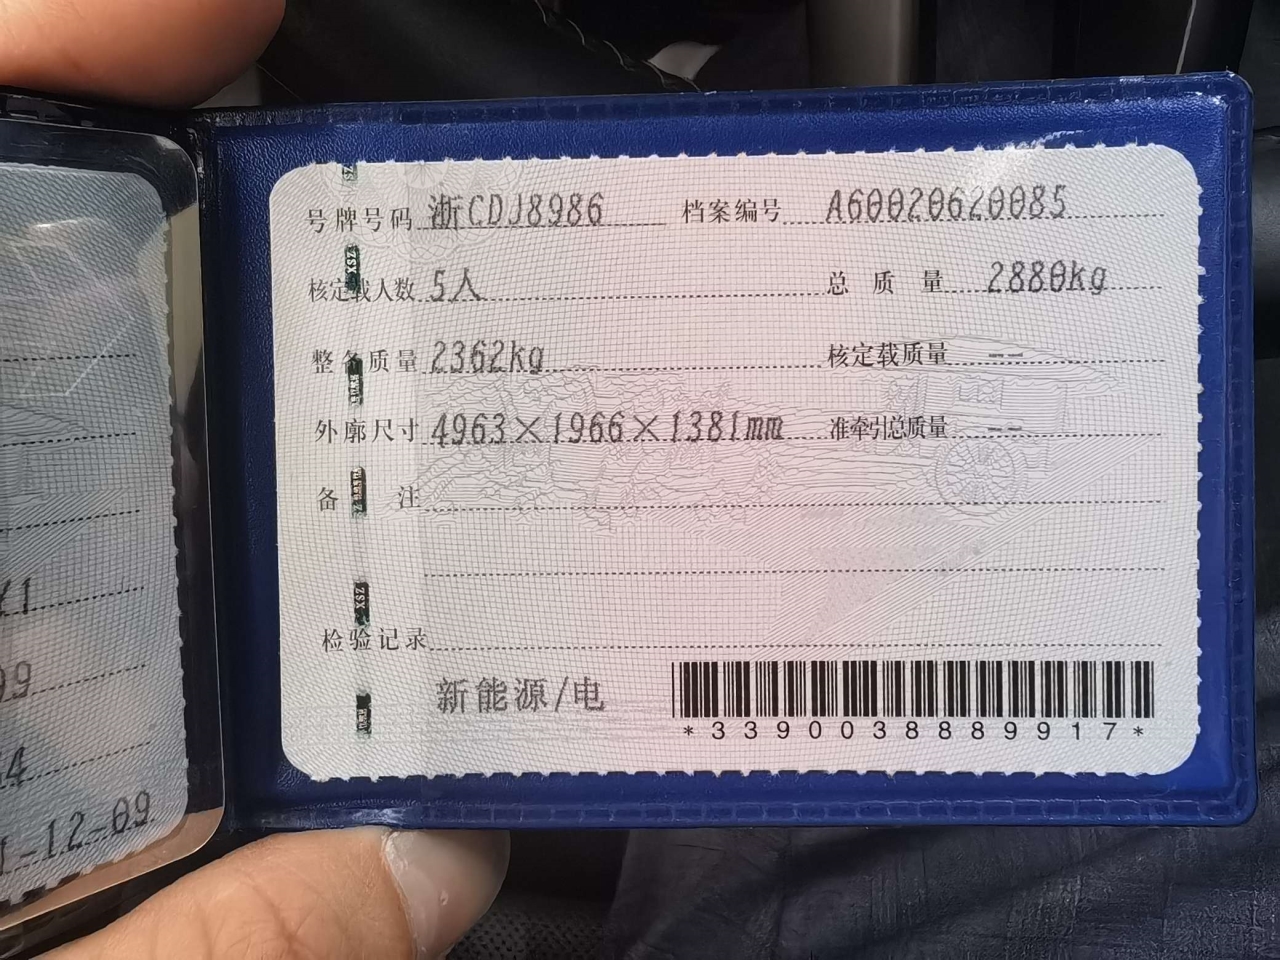 号牌号码 浙CDJ8986 档案编号 A60020620085
核定载人数 5人 总质量 2880kg
整备质量 2362kg 核定载质量 ——
外廓尺寸 4963×1966×1381mm 准牵引总质量 ——
备注
检验记录
新能源/电
*3390038889917*
-12-09